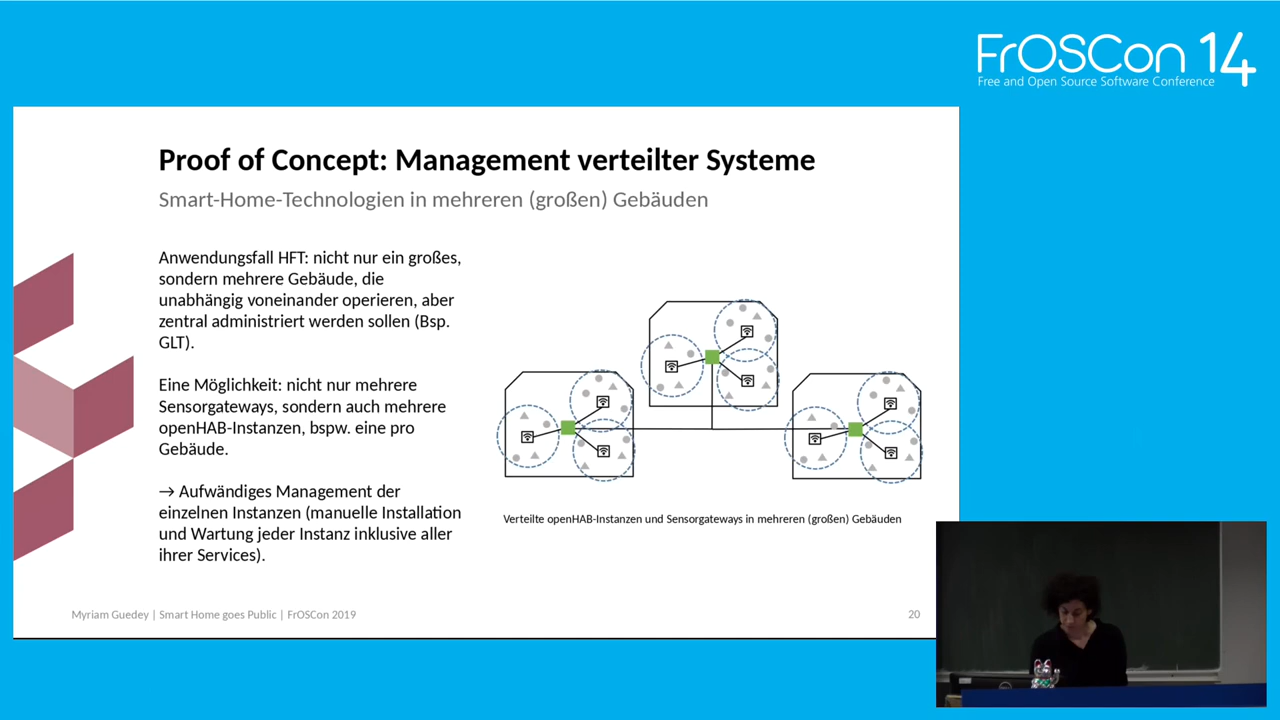 FrOSCon 14
Free and Open Source Software Conference
Proof of Concept: Management verteilter Systeme
Smart-Home-Technologien in mehreren (großen) Gebäuden
Anwendungsfall HFT: nicht nur ein großes,
sondern mehrere Gebäude, die
unabhängig voneinander operieren, aber
zentral administriert werden sollen (Bsp.
GLT).
Eine Möglichkeit: nicht nur mehrere
Sensorgateways, sondern auch mehrere
openHAB-Instanzen, bspw. eine pro
Gebäude.
→ Aufwändiges Management der
einzelnen Instanzen (manuelle Installation
und Wartung jeder Instanz inklusive aller
ihrer Services).
Verteilte openHAB-Instanzen und Sensorgateways in mehreren (großen) Gebäuden
Myriam Guedey | Smart Home goes Public | FrOSCon 2019
20